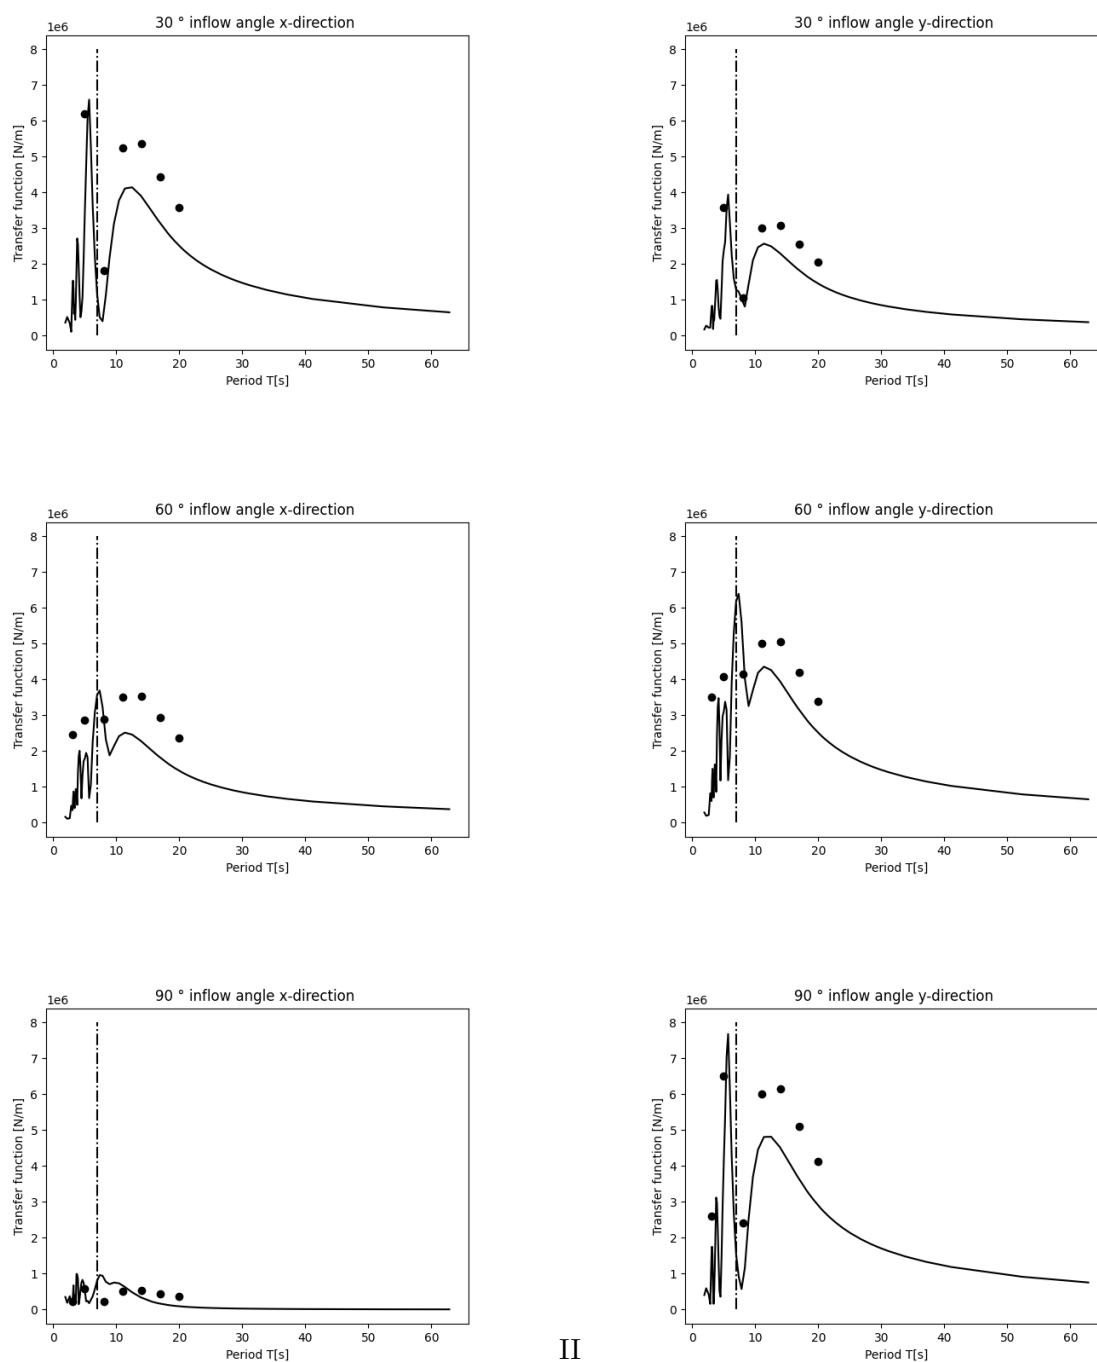 30 ° inflow angle x-direction
1e6
8
7
6
5
4
3
2
1
0
Transfer function [N/m]
0 10 20 30 40 50 60
Period T[s]
30 ° inflow angle y-direction
1e6
8
7
6
5
4
3
2
1
0
Transfer function [N/m]
0 10 20 30 40 50 60
Period T[s]
60 ° inflow angle x-direction
1e6
8
7
6
5
4
3
2
1
0
Transfer function [N/m]
0 10 20 30 40 50 60
Period T[s]
60 ° inflow angle y-direction
1e6
8
7
6
5
4
3
2
1
0
Transfer function [N/m]
0 10 20 30 40 50 60
Period T[s]
90 ° inflow angle x-direction
1e6
8
7
6
5
4
3
2
1
0
Transfer function [N/m]
0 10 20 30 40 50 60
Period T[s]
90 ° inflow angle y-direction
1e6
8
7
6
5
4
3
2
1
0
Transfer function [N/m]
0 10 20 30 40 50 60
Period T[s]
II